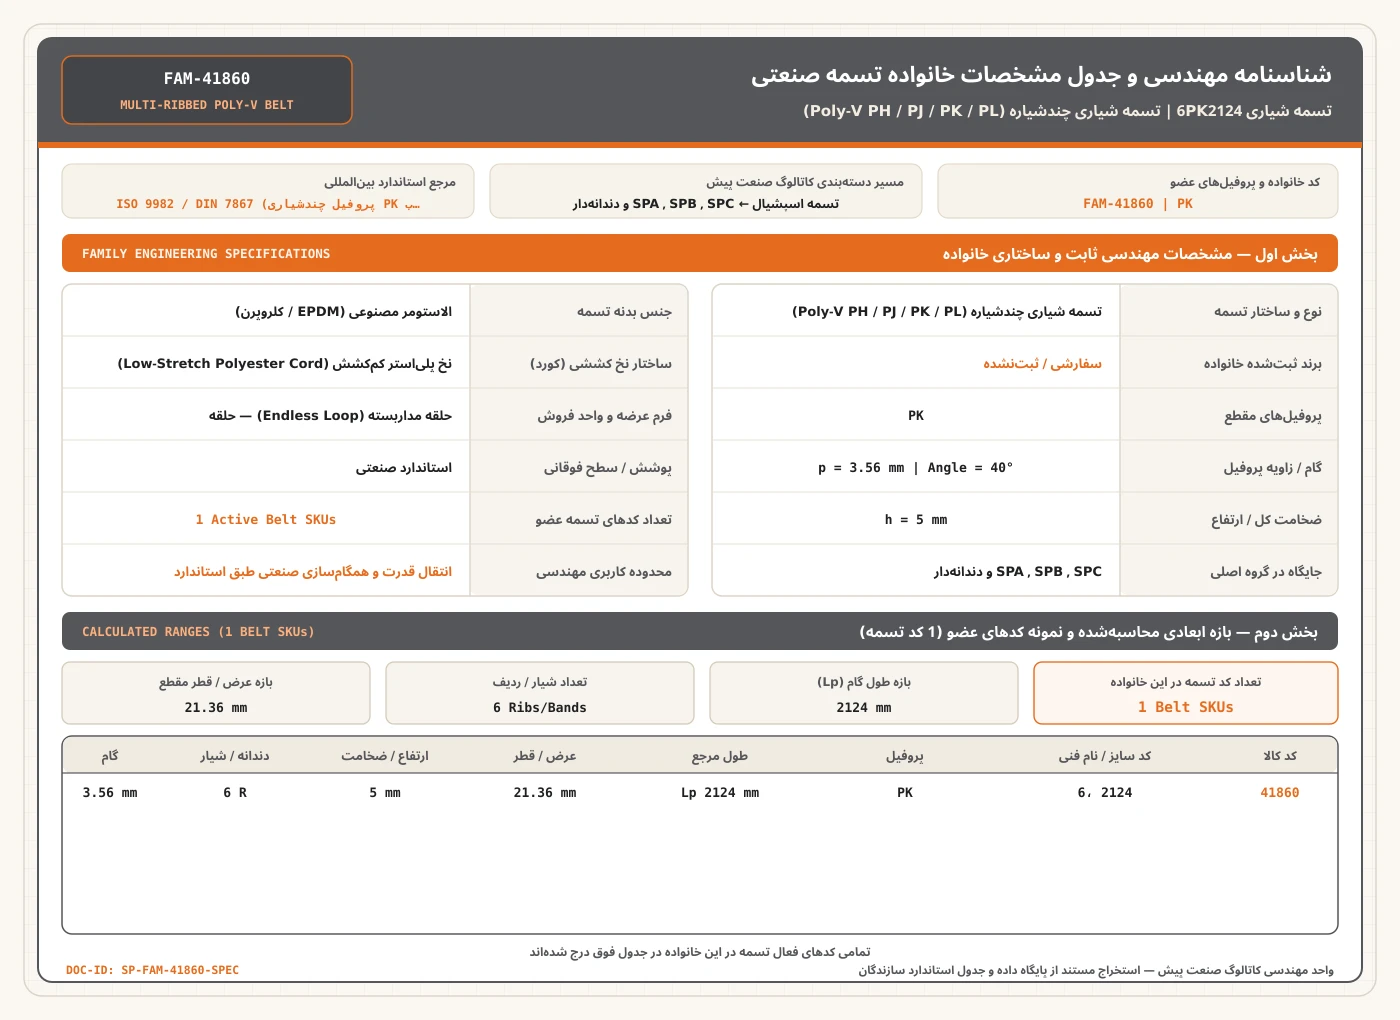 شناسنامه مهندسی و جدول مشخصات خانواده تسمه صنعتی
تسمه شیاری 6PK2124 | تسمه شیاری چندشیاره (Poly-V PH / PJ / PK / PL)
FAM-41860
MULTI-RIBBED POLY-V BELT
کد خانواده و پروفیل‌های عضو
FAM-41860 | PK
مسیر دسته‌بندی کاتالوگ صنعت پیش
تسمه اسپشیال ← SPA , SPB , SPC و دندانه‌دار
مرجع استاندارد بین‌المللی
ISO 9982 / DIN 7867 (پروفیل چندشیاری PK ب…
بخش اول — مشخصات مهندسی ثابت و ساختاری خانواده
FAMILY ENGINEERING SPECIFICATIONS
نوع و ساختار تسمه
تسمه شیاری چندشیاره (Poly-V PH / PJ / PK / PL)
برند ثبت‌شده خانواده
سفارشی / ثبت‌نشده
پروفیل‌های مقطع
PK
گام / زاویه پروفیل
p = 3.56 mm | Angle = 40°
ضخامت کل / ارتفاع
h = 5 mm
جایگاه در گروه اصلی
SPA , SPB , SPC و دندانه‌دار
جنس بدنه تسمه
الاستومر مصنوعی (EPDM / کلروپرن)
ساختار نخ کششی (کورد)
نخ پلی‌استر کم‌کشش (Low-Stretch Polyester Cord)
فرم عرضه و واحد فروش
حلقه مداربسته (Endless Loop) — حلقه
پوشش / سطح فوقانی
استاندارد صنعتی
تعداد کدهای تسمه عضو
1 Active Belt SKUs
محدوده کاربری مهندسی
انتقال قدرت و همگام‌سازی صنعتی طبق استاندارد
بخش دوم — بازه ابعادی محاسبه‌شده و نمونه کدهای عضو (1 کد تسمه)
CALCULATED RANGES (1 BELT SKUs)
تعداد کد تسمه در این خانواده
1 Belt SKUs
بازه طول گام (Lp)
2124 mm
تعداد شیار / ردیف
6 Ribs/Bands
بازه عرض / قطر مقطع
21.36 mm
کد کالا کد سایز / نام فنی پروفیل طول مرجع عرض / قطر ارتفاع / ضخامت دندانه / شیار گام
41860 6، 2124 PK Lp 2124 mm 21.36 mm 5 mm 6 R 3.56 mm
تمامی کدهای فعال تسمه در این خانواده در جدول فوق درج شده‌اند
واحد مهندسی کاتالوگ صنعت پیش — استخراج مستند از پایگاه داده و جدول استاندارد سازندگان
DOC-ID: SP-FAM-41860-SPEC